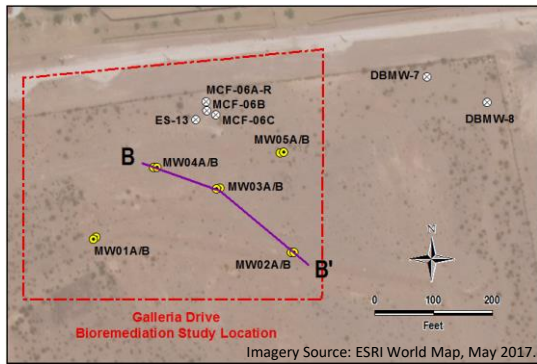 MCF-06A-R
MCF-06B
ES-13
MCF-06C
DBMW-7
DBMW-8
MW05A/B
B
MW04A/B
MW03A/B
MW01A/B
MW02A/B
B'
N
0 100 200
Feet
Galleria Drive
Bioremediation Study Location
Imagery Source: ESRI World Map, May 2017.